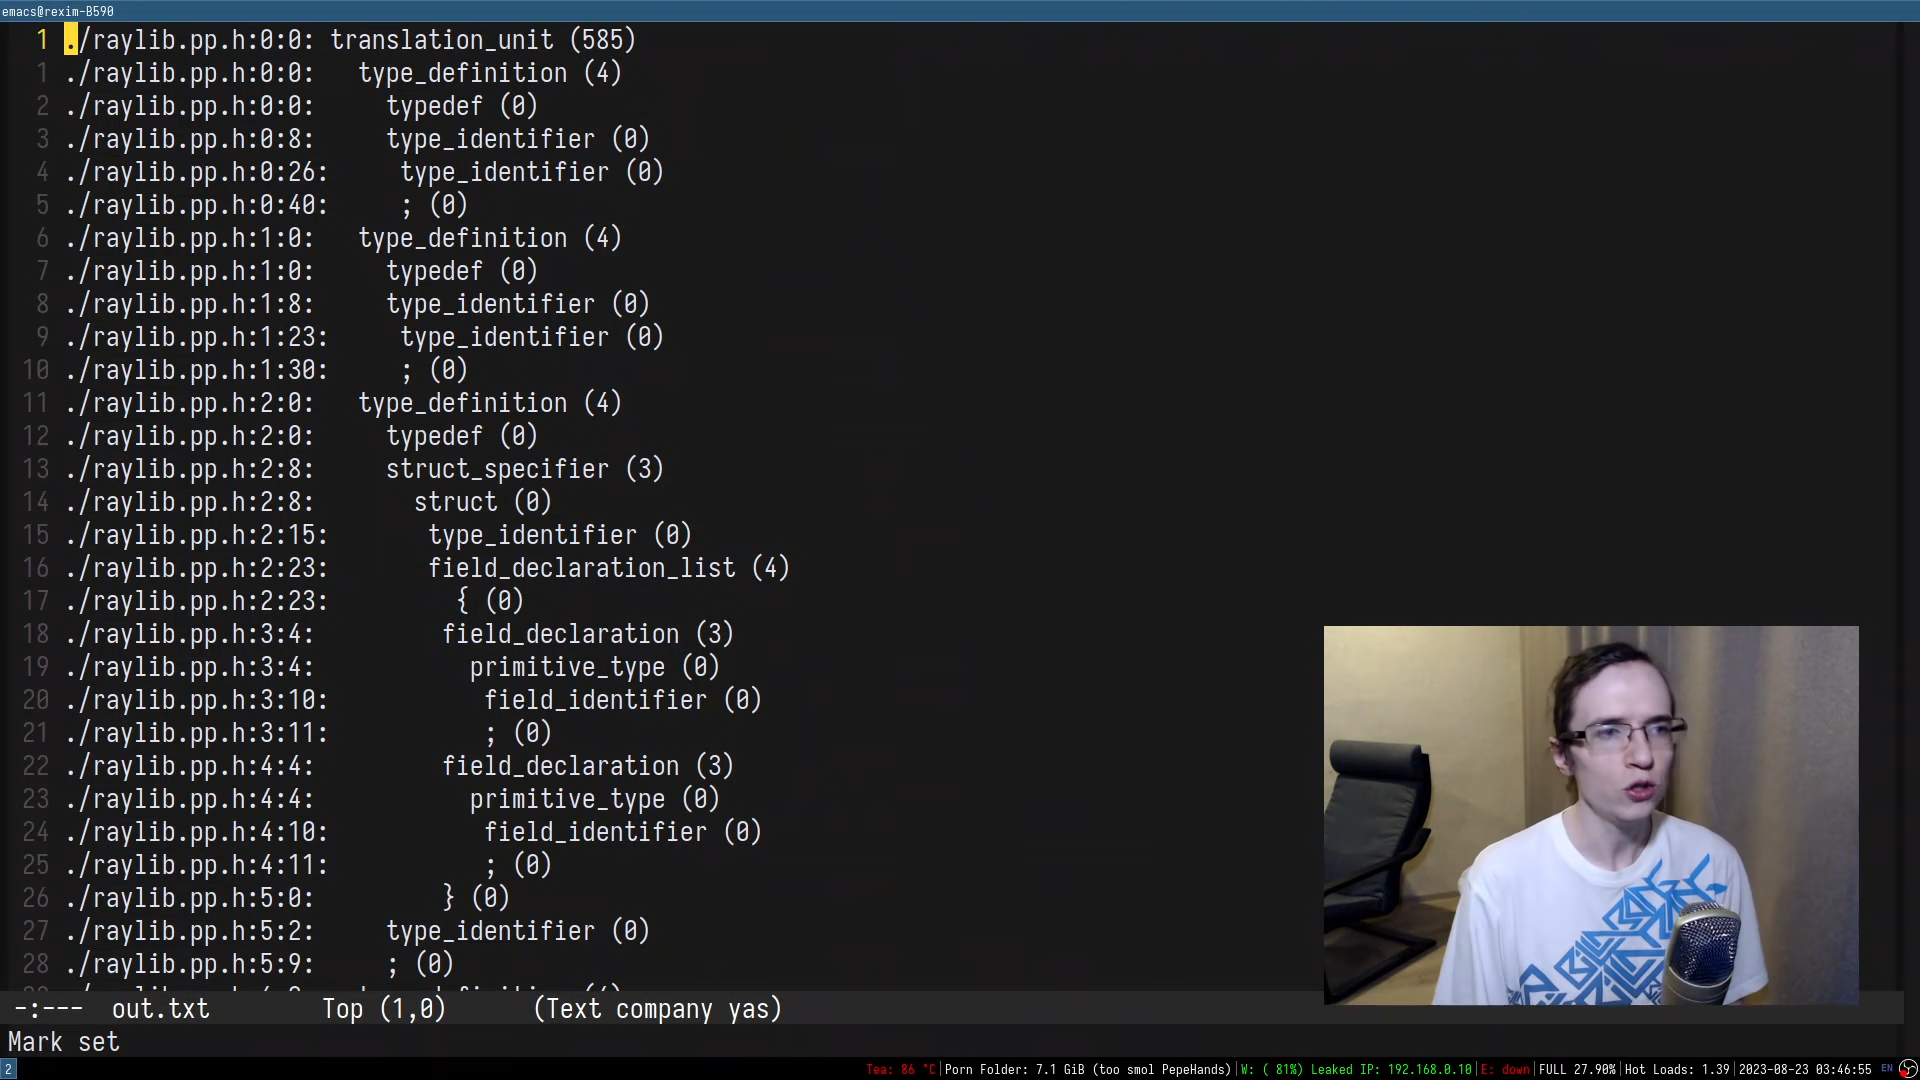 emacs@rexim-B590
1 ./raylib.pp.h:0:0: translation_unit (585)
1 ./raylib.pp.h:0:0: type_definition (4)
2 ./raylib.pp.h:0:0: typedef (0)
3 ./raylib.pp.h:0:8: type_identifier (0)
4 ./raylib.pp.h:0:26: type_identifier (0)
5 ./raylib.pp.h:0:40: ; (0)
6 ./raylib.pp.h:1:0: type_definition (4)
7 ./raylib.pp.h:1:0: typedef (0)
8 ./raylib.pp.h:1:8: type_identifier (0)
9 ./raylib.pp.h:1:23: type_identifier (0)
10 ./raylib.pp.h:1:30: ; (0)
11 ./raylib.pp.h:2:0: type_definition (4)
12 ./raylib.pp.h:2:0: typedef (0)
13 ./raylib.pp.h:2:8: struct_specifier (3)
14 ./raylib.pp.h:2:8: struct (0)
15 ./raylib.pp.h:2:15: type_identifier (0)
16 ./raylib.pp.h:2:23: field_declaration_list (4)
17 ./raylib.pp.h:2:23: { (0)
18 ./raylib.pp.h:3:4: field_declaration (3)
19 ./raylib.pp.h:3:4: primitive_type (0)
20 ./raylib.pp.h:3:10: field_identifier (0)
21 ./raylib.pp.h:3:11: ; (0)
22 ./raylib.pp.h:4:4: field_declaration (3)
23 ./raylib.pp.h:4:4: primitive_type (0)
24 ./raylib.pp.h:4:10: field_identifier (0)
25 ./raylib.pp.h:4:11: ; (0)
26 ./raylib.pp.h:5:0: } (0)
27 ./raylib.pp.h:5:2: type_identifier (0)
28 ./raylib.pp.h:5:9: ; (0)
-:--- out.txt Top (1,0) (Text company yas)
Mark set
2 Tea: 86 °C|Porn Folder: 7.1 GiB (too smol PepeHands)|W: ( 81%) Leaked IP: 192.168.0.10|E: down|FULL 27.90%|Hot Loads: 1.39|2023-08-23 03:46:55 EN